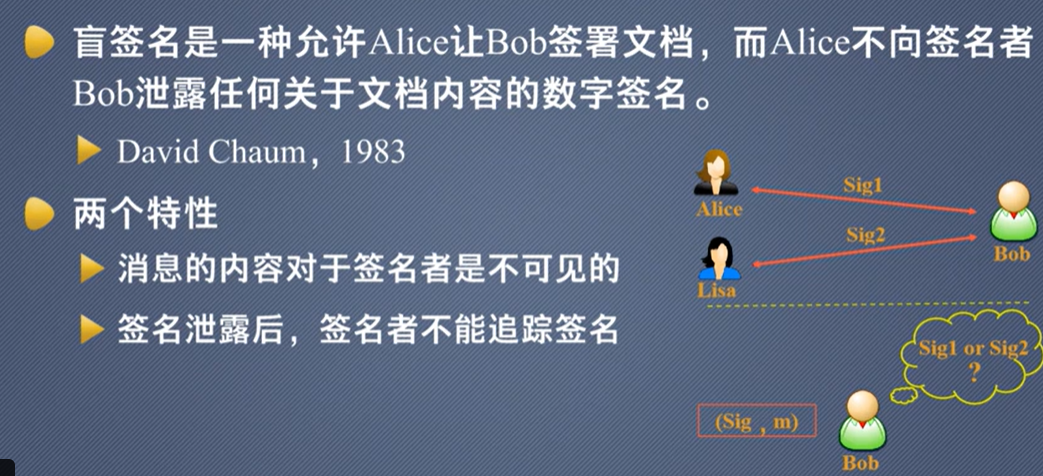 盲签名是一种允许Alice让Bob签署文档，而Alice不向签名者
Bob泄露任何关于文档内容的数字签名。
David Chaum，1983
两个特性
消息的内容对于签名者是不可见的
签名泄露后，签名者不能追踪签名
Sig1
Alice
Sig2
Bob
Lisa
Sig1 or Sig2
?
(Sig , m)
Bob